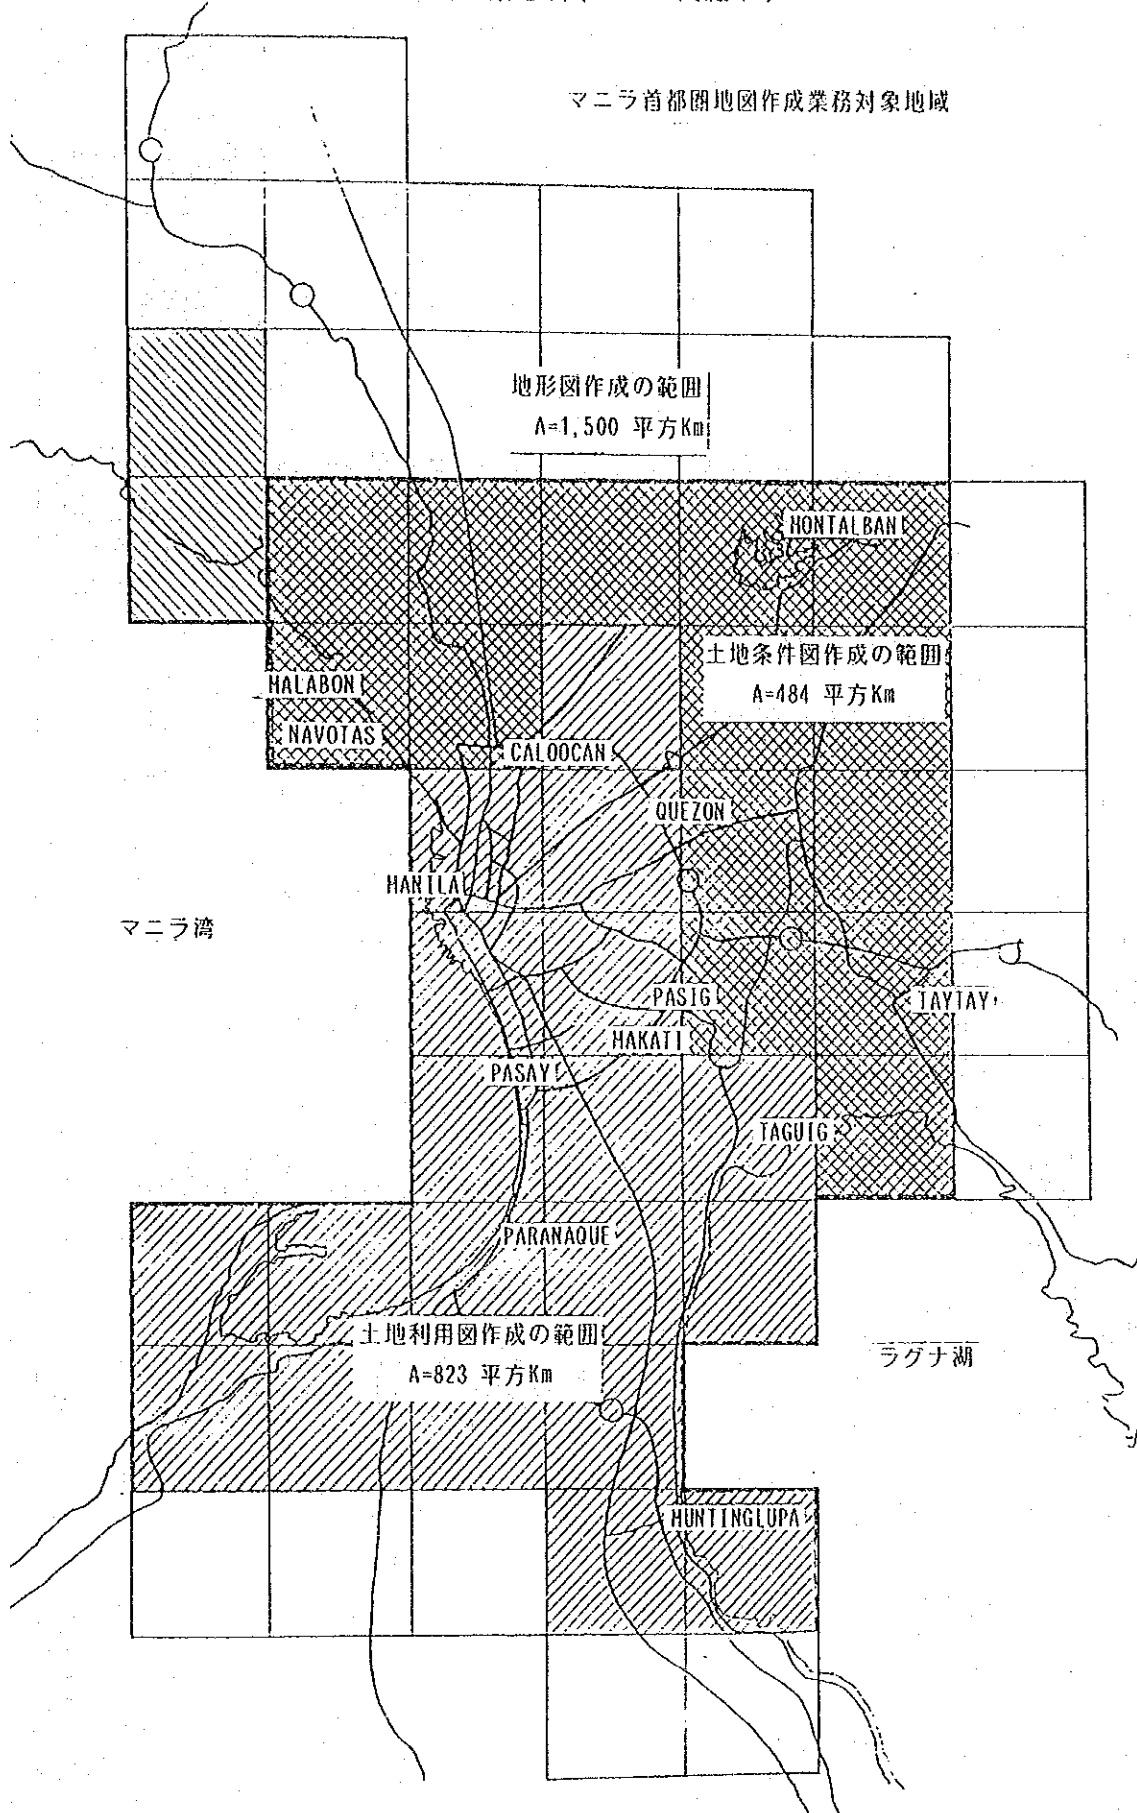 マニラ首都圏地図作成業務対象地域
地形図作成の範囲
A=1,500 平方Km
HONTALBAN
土地条件図作成の範囲
A=484 平方Km
HALABON
NAVOTAS
CALOOCAN
QUEZON
HANILA
マニラ湾
PASIG
TAYTAY
HAKATI
PASAY
TAGUIG
PARANAQUE
土地利用図作成の範囲
A=823 平方Km
ラグナ湖
HUNTINGLUPA